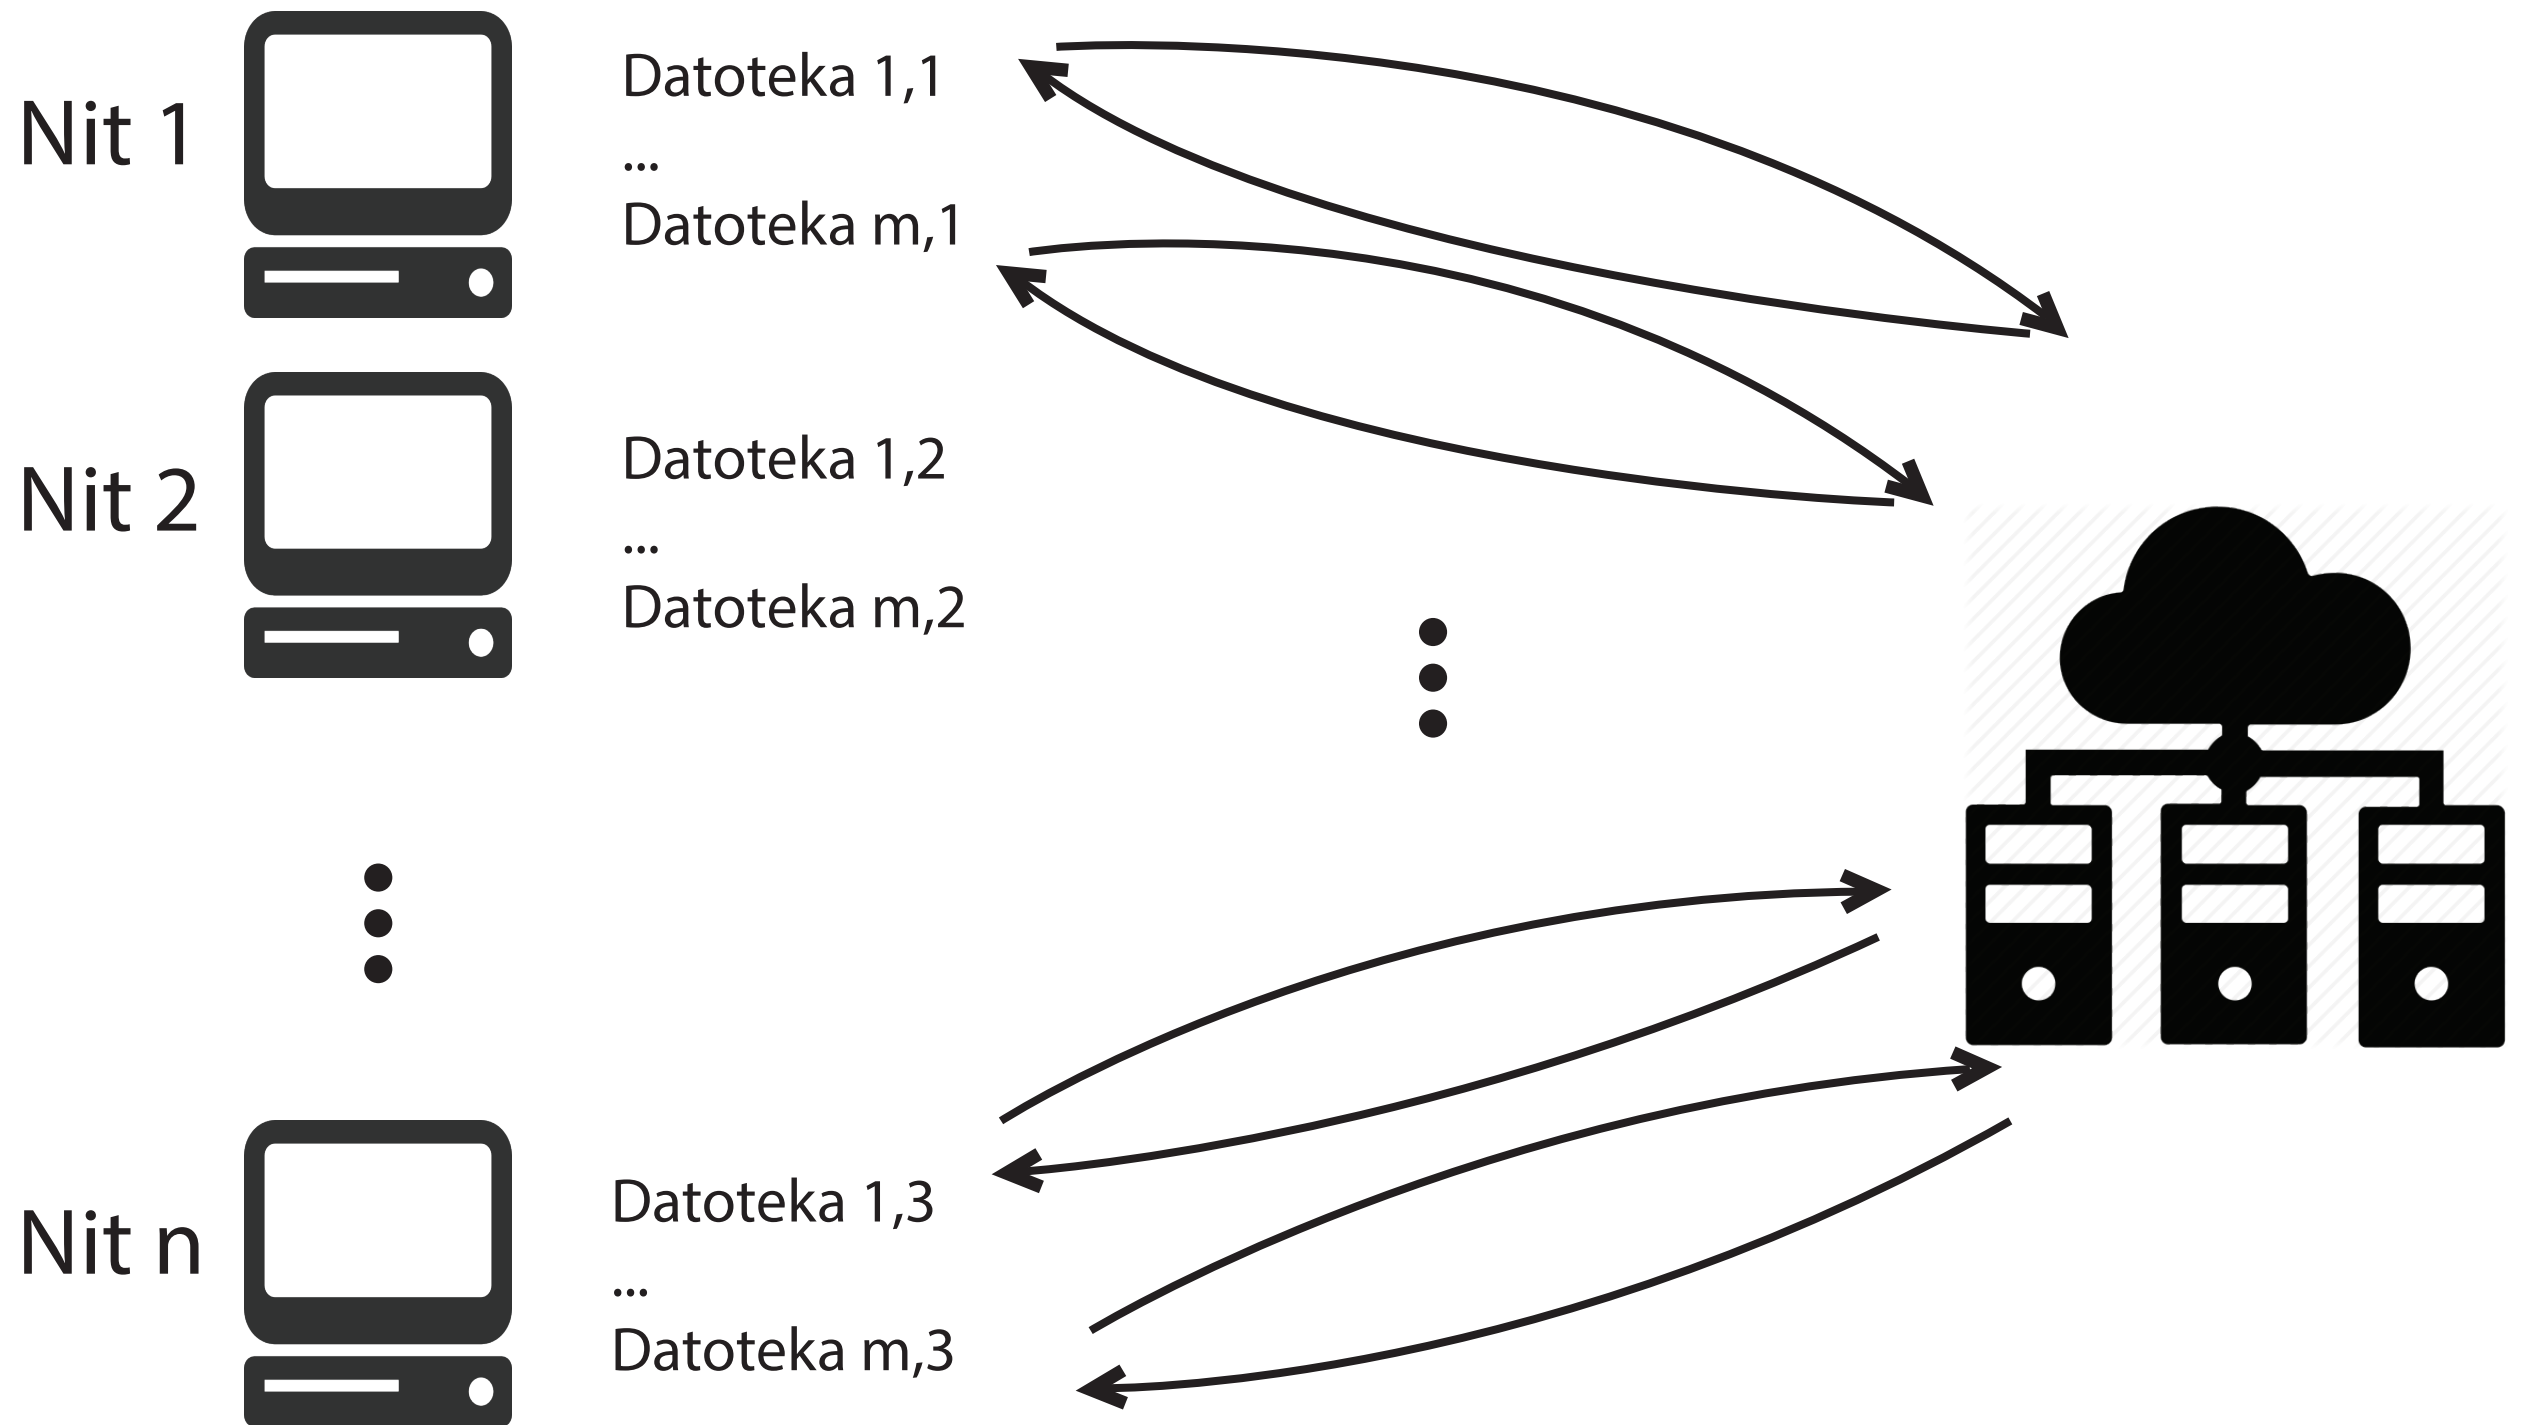 Nit 1
Datoteka 1,1
...
Datoteka m,1
Nit 2
Datoteka 1,2
...
Datoteka m,2
Nit n
Datoteka 1,3
...
Datoteka m,3